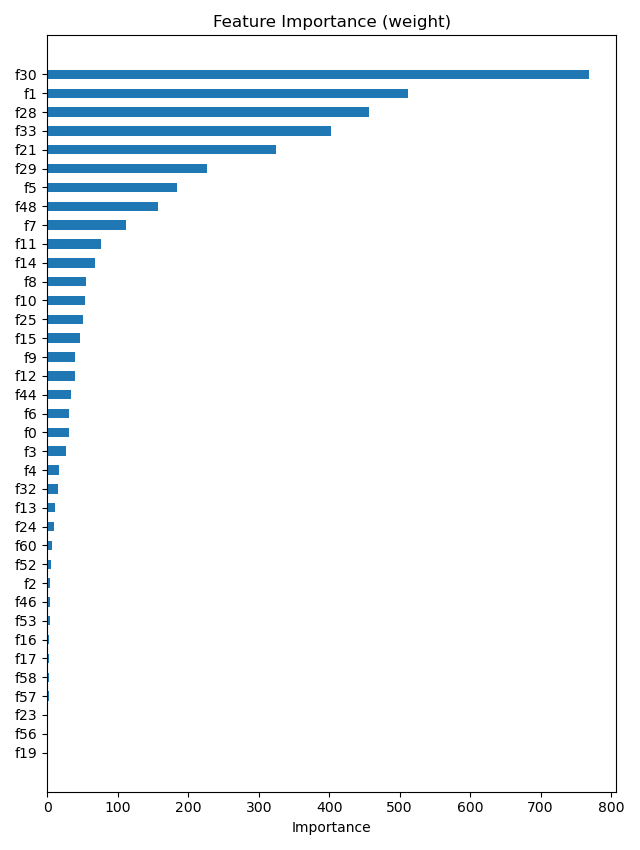 Feature Importance (weight)
f30
f1
f28
f33
f21
f29
f5
f48
f7
f11
f14
f8
f10
f25
f15
f9
f12
f44
f6
f0
f3
f4
f32
f13
f24
f60
f52
f2
f46
f53
f16
f17
f58
f57
f23
f56
f19
0 100 200 300 400 500 600 700 800
Importance